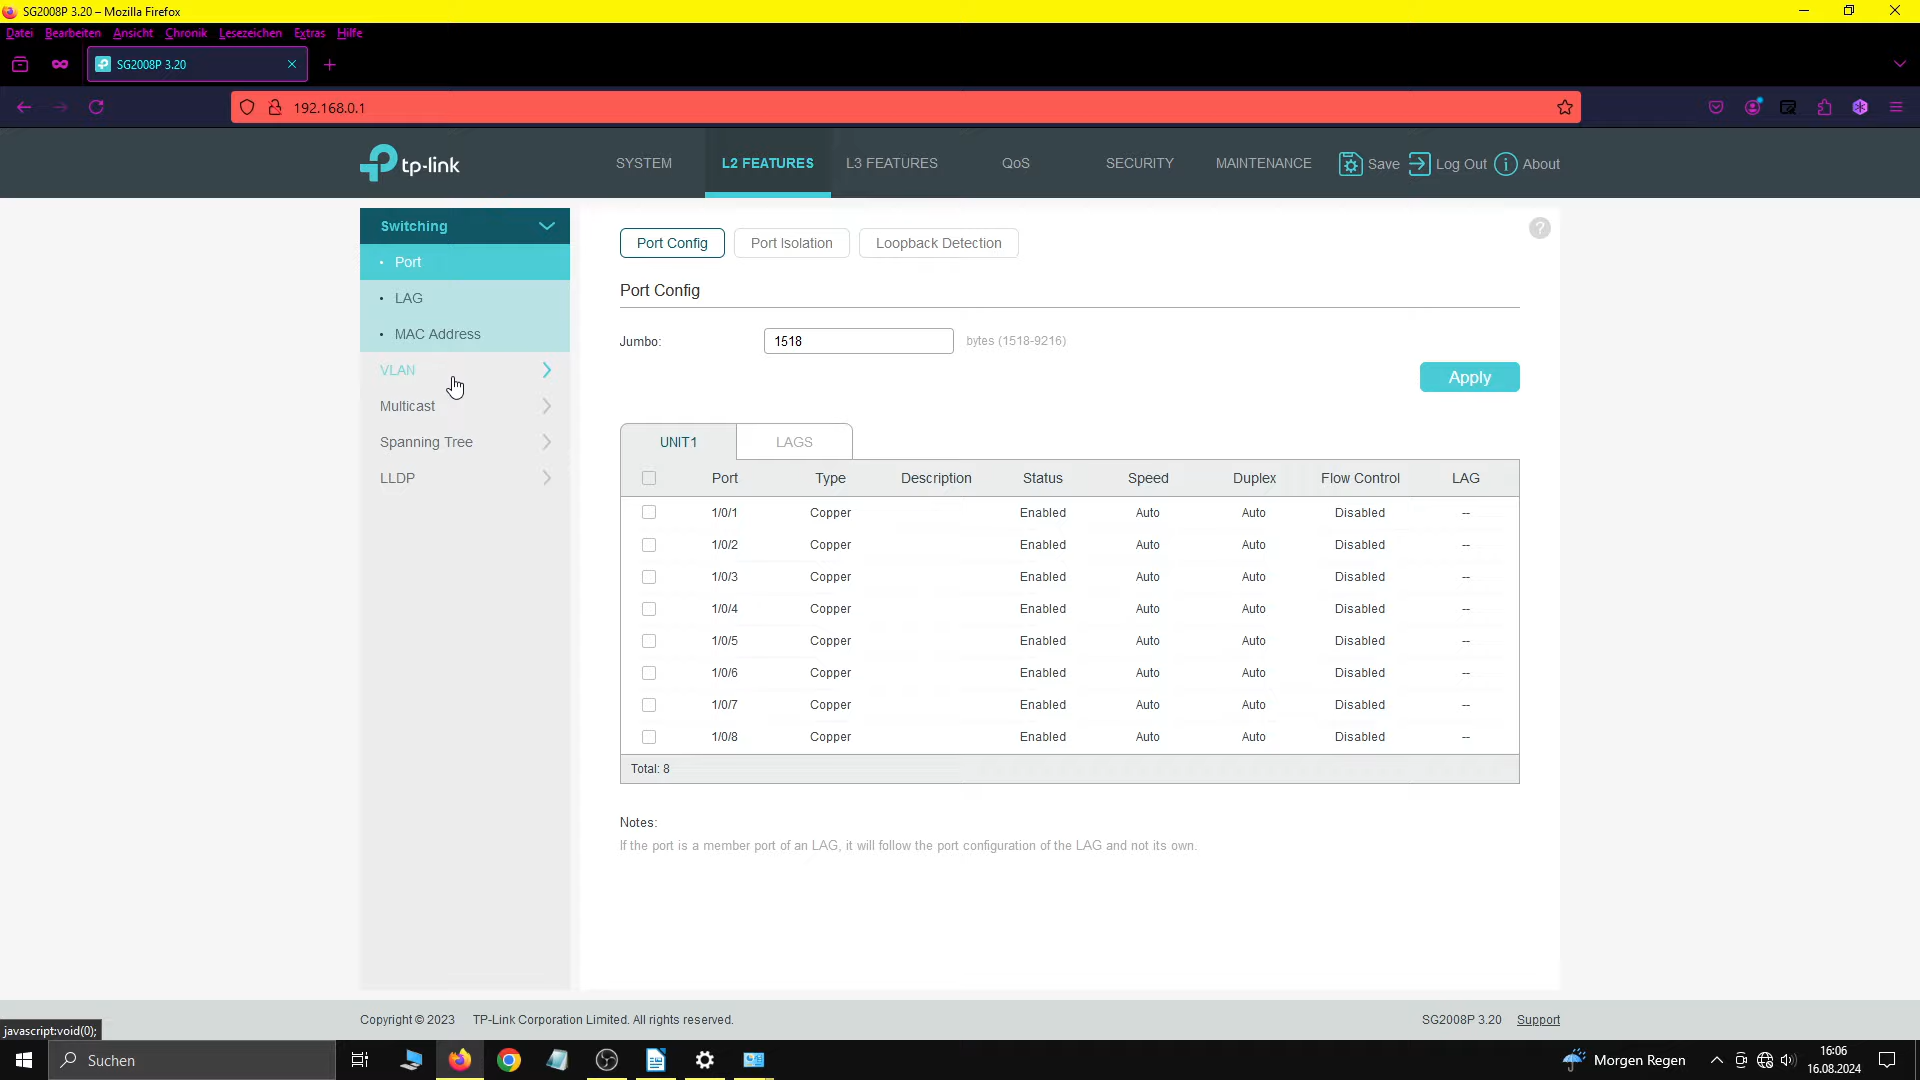 SG2008P 3.20 – Mozilla Firefox
Datei Bearbeiten Ansicht Chronik Lesezeichen Extras Hilfe
SG2008P 3.20
192.168.0.1
tp-link
SYSTEM L2 FEATURES L3 FEATURES QoS SECURITY MAINTENANCE Save Log Out About
Switching
Port
LAG
MAC Address
VLAN
Multicast
Spanning Tree
LLDP
Port Config Port Isolation Loopback Detection
?
Port Config
Jumbo: 1518 bytes (1518-9216)
Apply
UNIT1 LAGS
Port Type Description Status Speed Duplex Flow Control LAG
1/0/1 Copper Enabled Auto Auto Disabled --
1/0/2 Copper Enabled Auto Auto Disabled --
1/0/3 Copper Enabled Auto Auto Disabled --
1/0/4 Copper Enabled Auto Auto Disabled --
1/0/5 Copper Enabled Auto Auto Disabled --
1/0/6 Copper Enabled Auto Auto Disabled --
1/0/7 Copper Enabled Auto Auto Disabled --
1/0/8 Copper Enabled Auto Auto Disabled --
Total: 8
Notes:
If the port is a member port of an LAG, it will follow the port configuration of the LAG and not its own.
Copyright © 2023 TP-Link Corporation Limited. All rights reserved. SG2008P 3.20 Support
javascript:void(0);
Suchen
Morgen Regen
16:06
16.08.2024